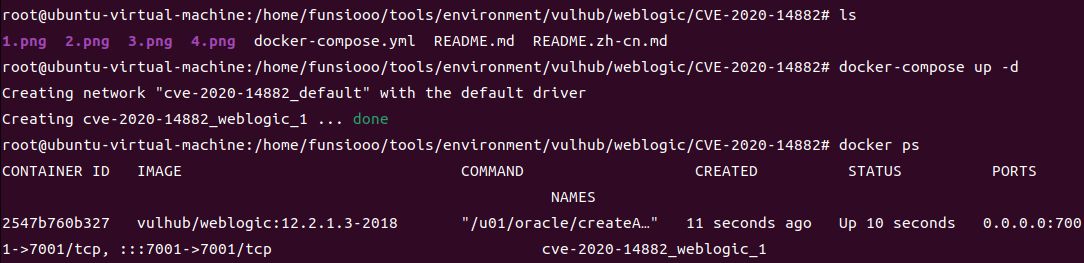 root@ubuntu-virtual-machine:/home/funsiooo/tools/environment/vulhub/weblogic/CVE-2020-14882# ls
1.png  2.png  3.png  4.png  docker-compose.yml  README.md  README.zh-cn.md
root@ubuntu-virtual-machine:/home/funsiooo/tools/environment/vulhub/weblogic/CVE-2020-14882# docker-compose up -d
Creating network "cve-2020-14882_default" with the default driver
Creating cve-2020-14882_weblogic_1 ... done
root@ubuntu-virtual-machine:/home/funsiooo/tools/environment/vulhub/weblogic/CVE-2020-14882# docker ps
CONTAINER ID   IMAGE                              COMMAND                  CREATED          STATUS          PORTS
NAMES
2547b760b327   vulhub/weblogic:12.2.1.3-2018      "/u01/oracle/createA…"   11 seconds ago   Up 10 seconds   0.0.0.0:700
1->7001/tcp, :::7001->7001/tcp                              cve-2020-14882_weblogic_1